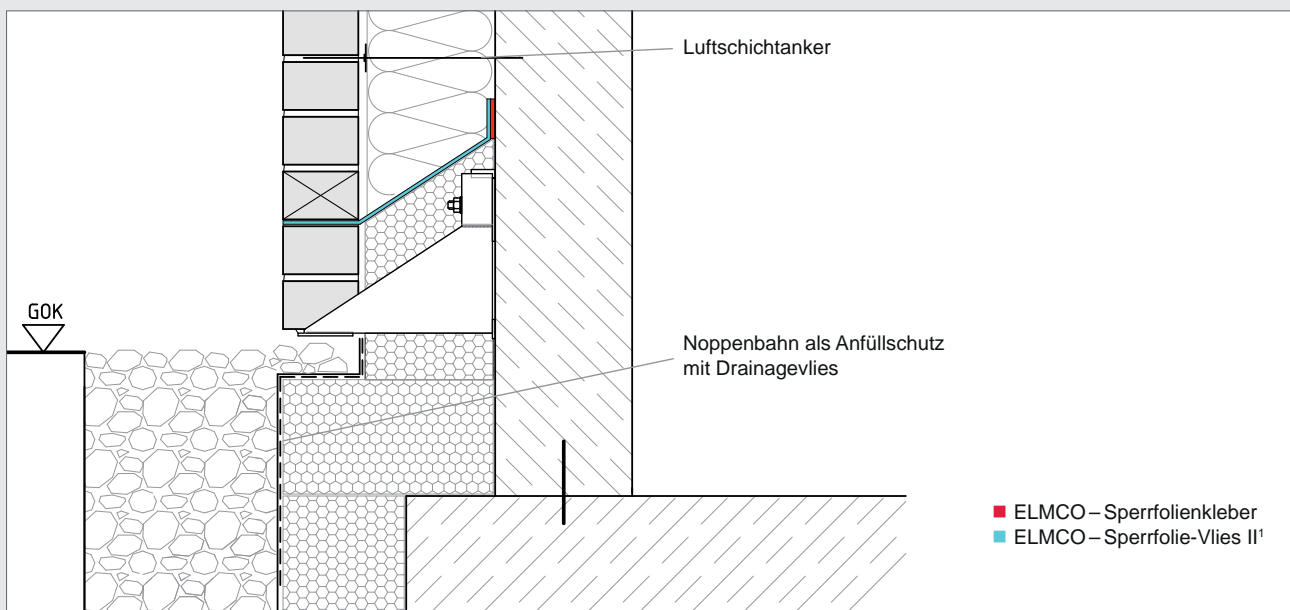 Luftschichtanker
GOK
Noppenbahn als Anfüllschutz
mit Drainagevlies
ELMCO – Sperrfolienkleber
ELMCO – Sperrfolie-Vlies II¹